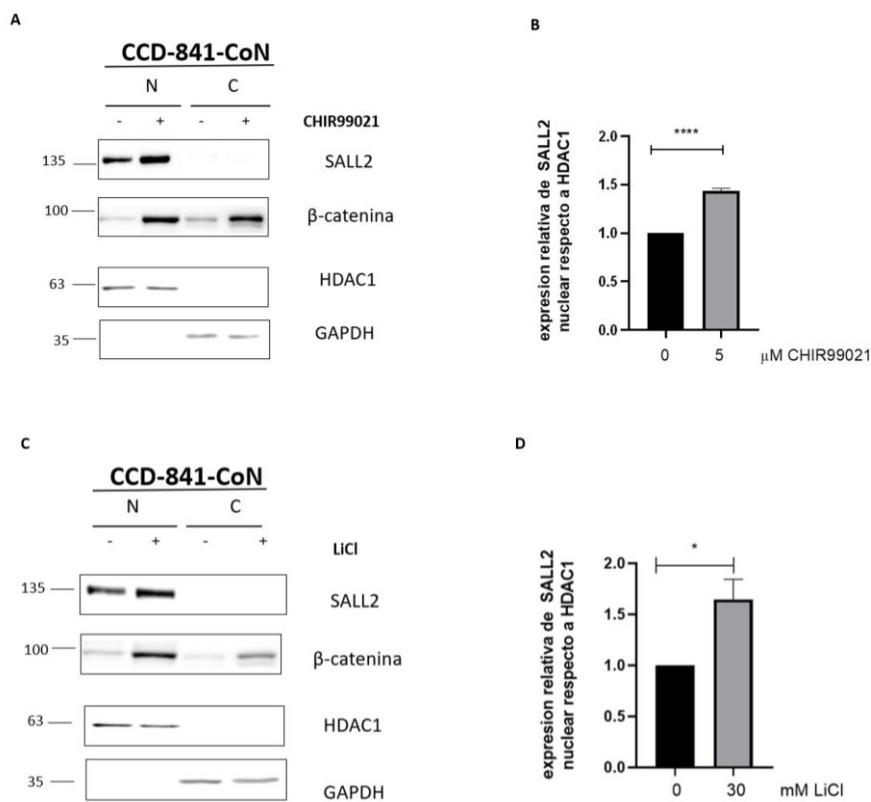 A
CCD-841-CoN
N C
- + - + CHIR99021
135 SALL2
100 β-catenina
63 HDAC1
35 GAPDH
B
expresion relativa de SALL2
nuclear respecto a HDAC1
2.0
1.5
1.0
0.5
0.0
****
0 5 μM CHIR99021
C
CCD-841-CoN
N C
- + - + LiCl
135 SALL2
100 β-catenina
63 HDAC1
35 GAPDH
D
expresion relativa de SALL2
nuclear respecto a HDAC1
2.0
1.5
1.0
0.5
0.0
*
0 30 mM LiCl